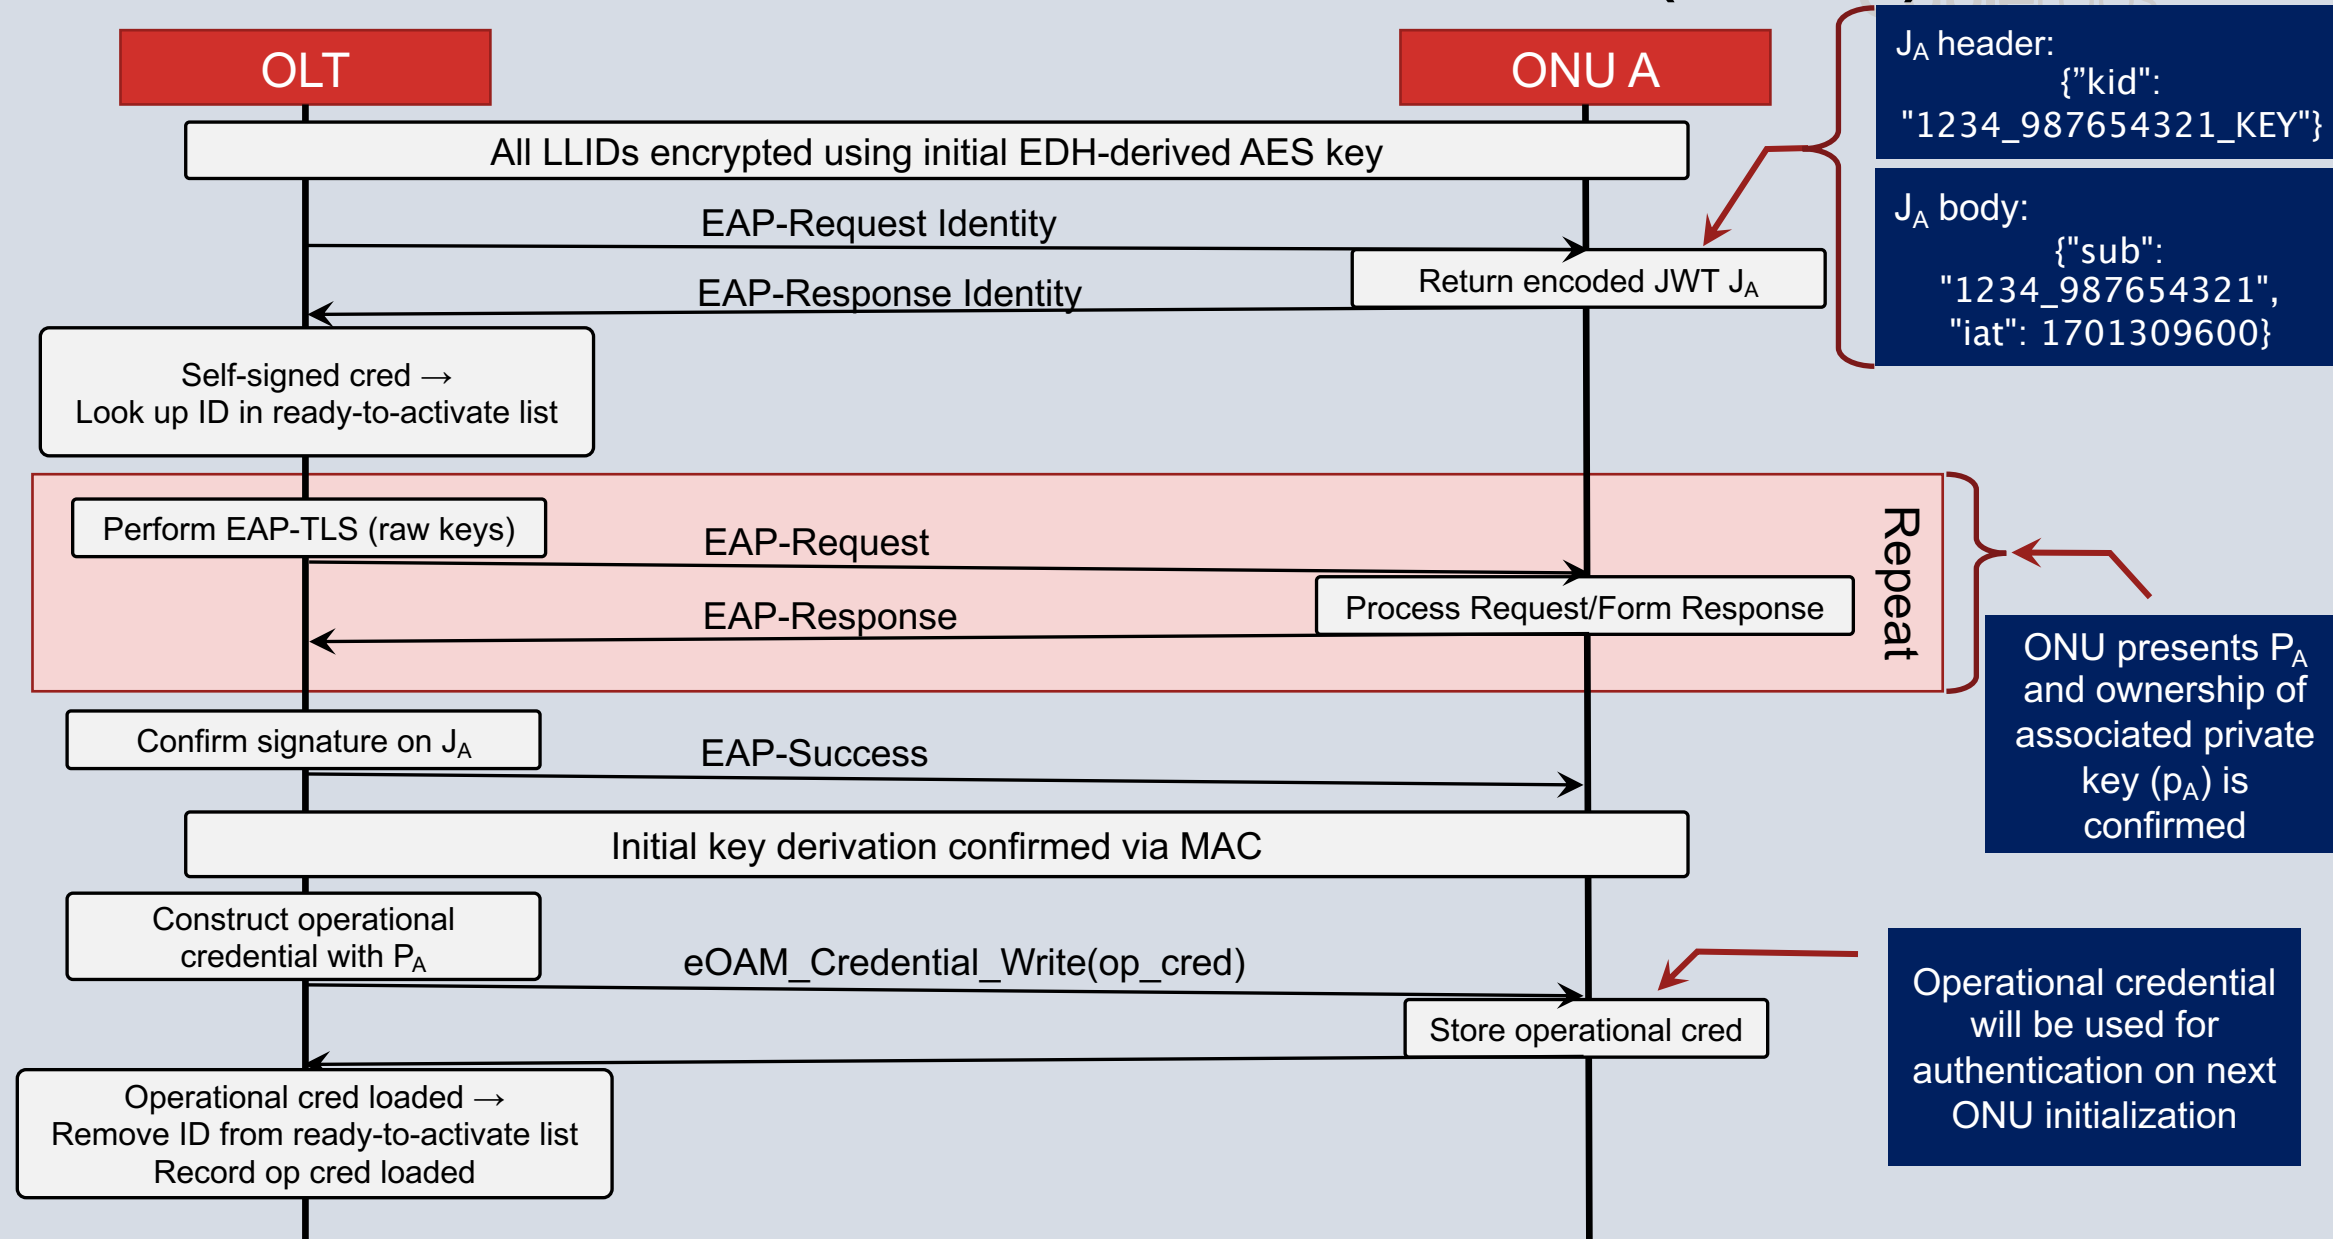 OLT
ONU A
All LLIDs encrypted using initial EDH-derived AES key
EAP-Request Identity
Return encoded JWT JA
EAP-Response Identity
JA header:
{”kid":
"1234_987654321_KEY"}
JA body:
{"sub":
"1234_987654321",
"iat": 1701309600}
Self-signed cred →
Look up ID in ready-to-activate list
Perform EAP-TLS (raw keys)
EAP-Request
Process Request/Form Response
EAP-Response
Repeat
ONU presents PA
and ownership of
associated private
key (pA) is
confirmed
Confirm signature on JA
EAP-Success
Initial key derivation confirmed via MAC
Construct operational
credential with PA
eOAM_Credential_Write(op_cred)
Store operational cred
Operational credential
will be used for
authentication on next
ONU initialization
Operational cred loaded →
Remove ID from ready-to-activate list
Record op cred loaded